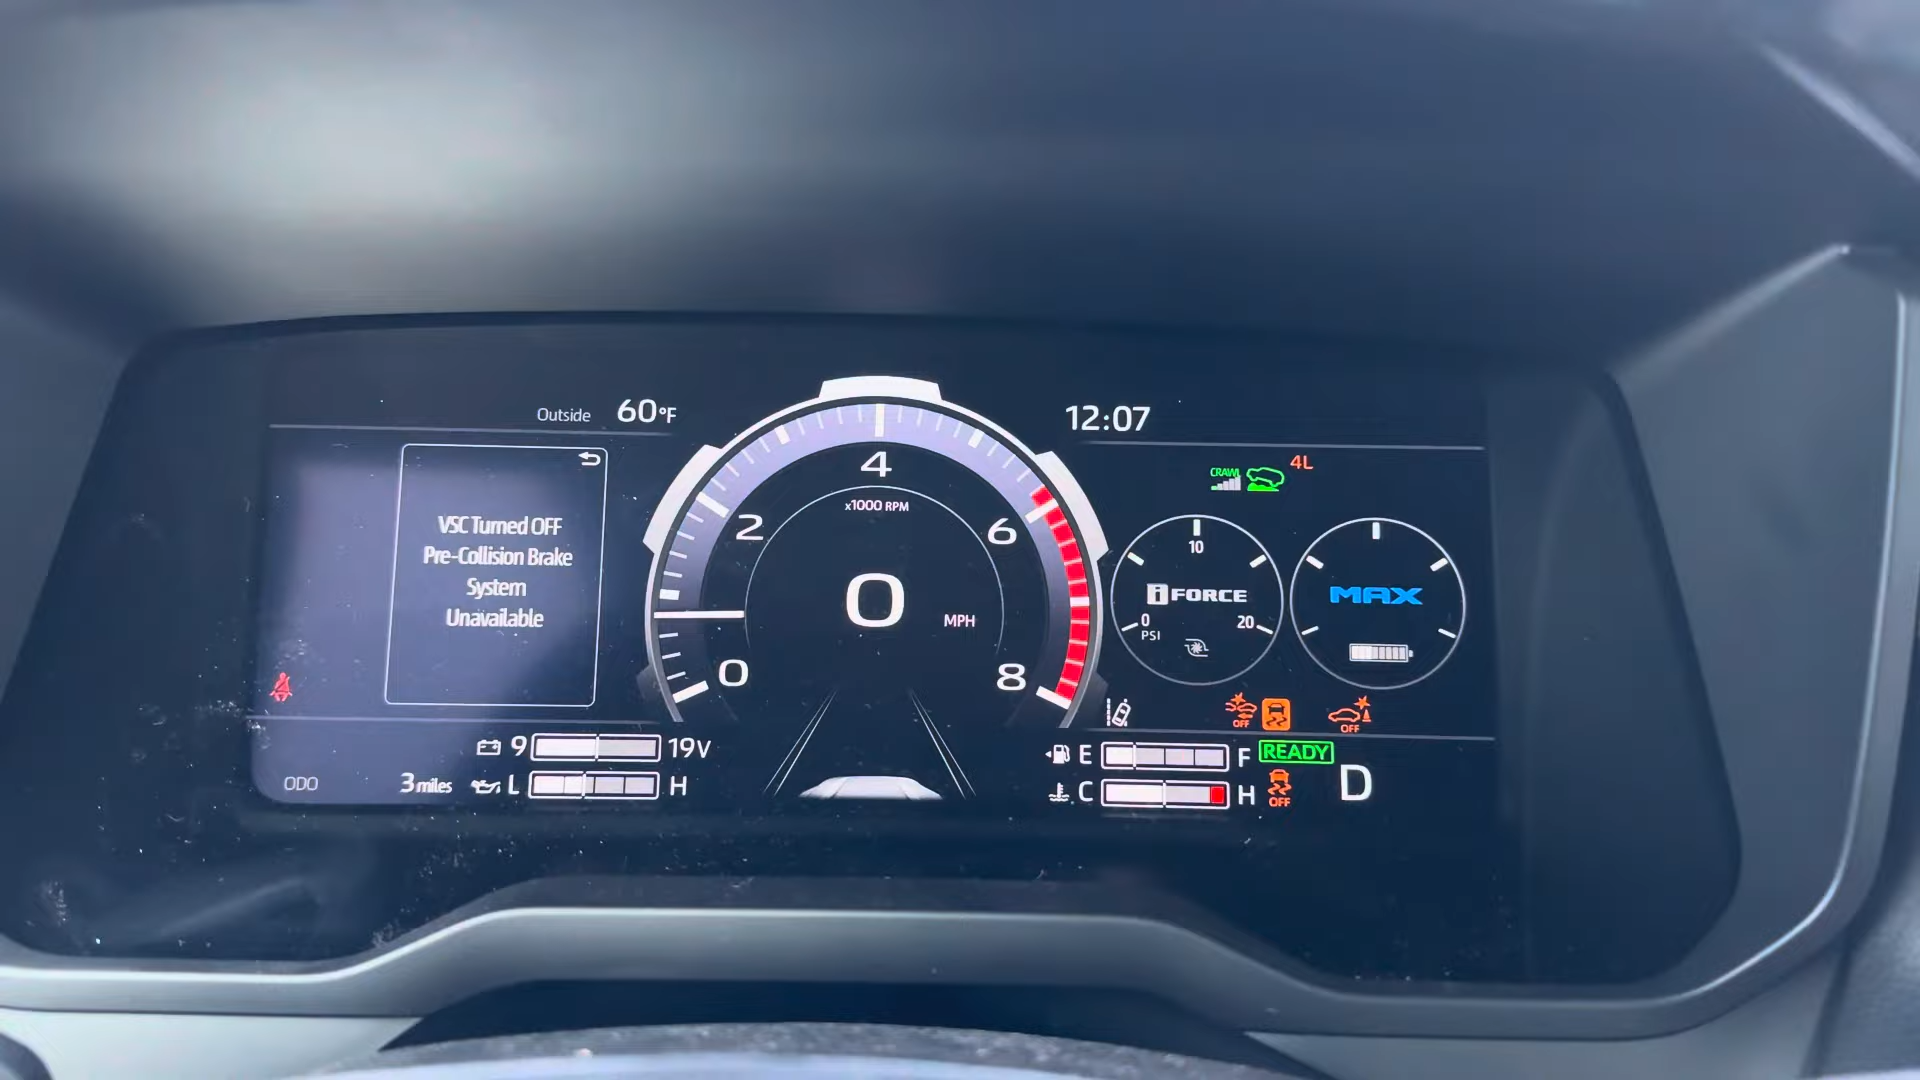 Outside 60°F
12:07
CRAWL 4L
VSC Turned OFF
Pre-Collision Brake
System
Unavailable
4
x1000 RPM
2
6
0
MPH
0
8
10
iFORCE
0
PSI
20
MAX
OFF
OFF
9 19V
E F READY
ODO 3 miles
L H
C H
OFF
D